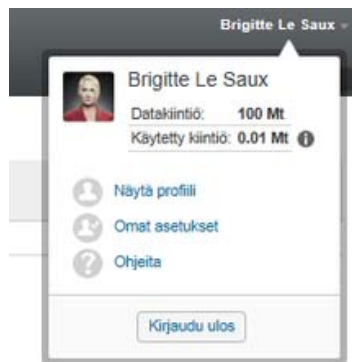 Brigitte Le Saux
Brigitte Le Saux
Datakiintiö: 100 Mt
Käytetty kiintiö: 0.01 Mt
Näytä profiili
Omat asetukset
Ohjeita
Kirjaudu ulos